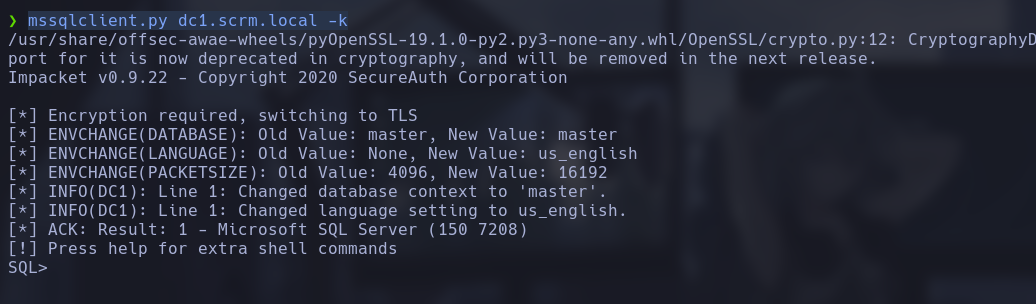 ❯ mssqlclient.py dc1.scrm.local -k
/usr/share/offsec-awae-wheels/pyOpenSSL-19.1.0-py2.py3-none-any.whl/OpenSSL/crypto.py:12: CryptographyD
port for it is now deprecated in cryptography, and will be removed in the next release.
Impacket v0.9.22 - Copyright 2020 SecureAuth Corporation
[*] Encryption required, switching to TLS
[*] ENVCHANGE(DATABASE): Old Value: master, New Value: master
[*] ENVCHANGE(LANGUAGE): Old Value: None, New Value: us_english
[*] ENVCHANGE(PACKETSIZE): Old Value: 4096, New Value: 16192
[*] INFO(DC1): Line 1: Changed database context to 'master'.
[*] INFO(DC1): Line 1: Changed language setting to us_english.
[*] ACK: Result: 1 - Microsoft SQL Server (150 7208)
[!] Press help for extra shell commands
SQL>